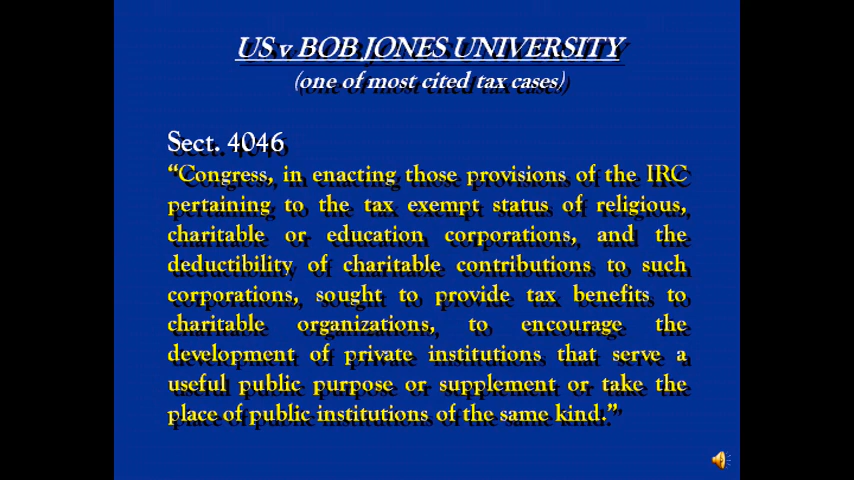 US v BOB JONES UNIVERSITY
(one of most cited tax cases)
Sect. 4046
“Congress, in enacting those provisions of the IRC
pertaining to the tax exempt status of religious,
charitable or education corporations, and the
deductibility of charitable contributions to such
corporations, sought to provide tax benefits to
charitable organizations, to encourage the
development of private institutions that serve a
useful public purpose or supplement or take the
place of public institutions of the same kind.”